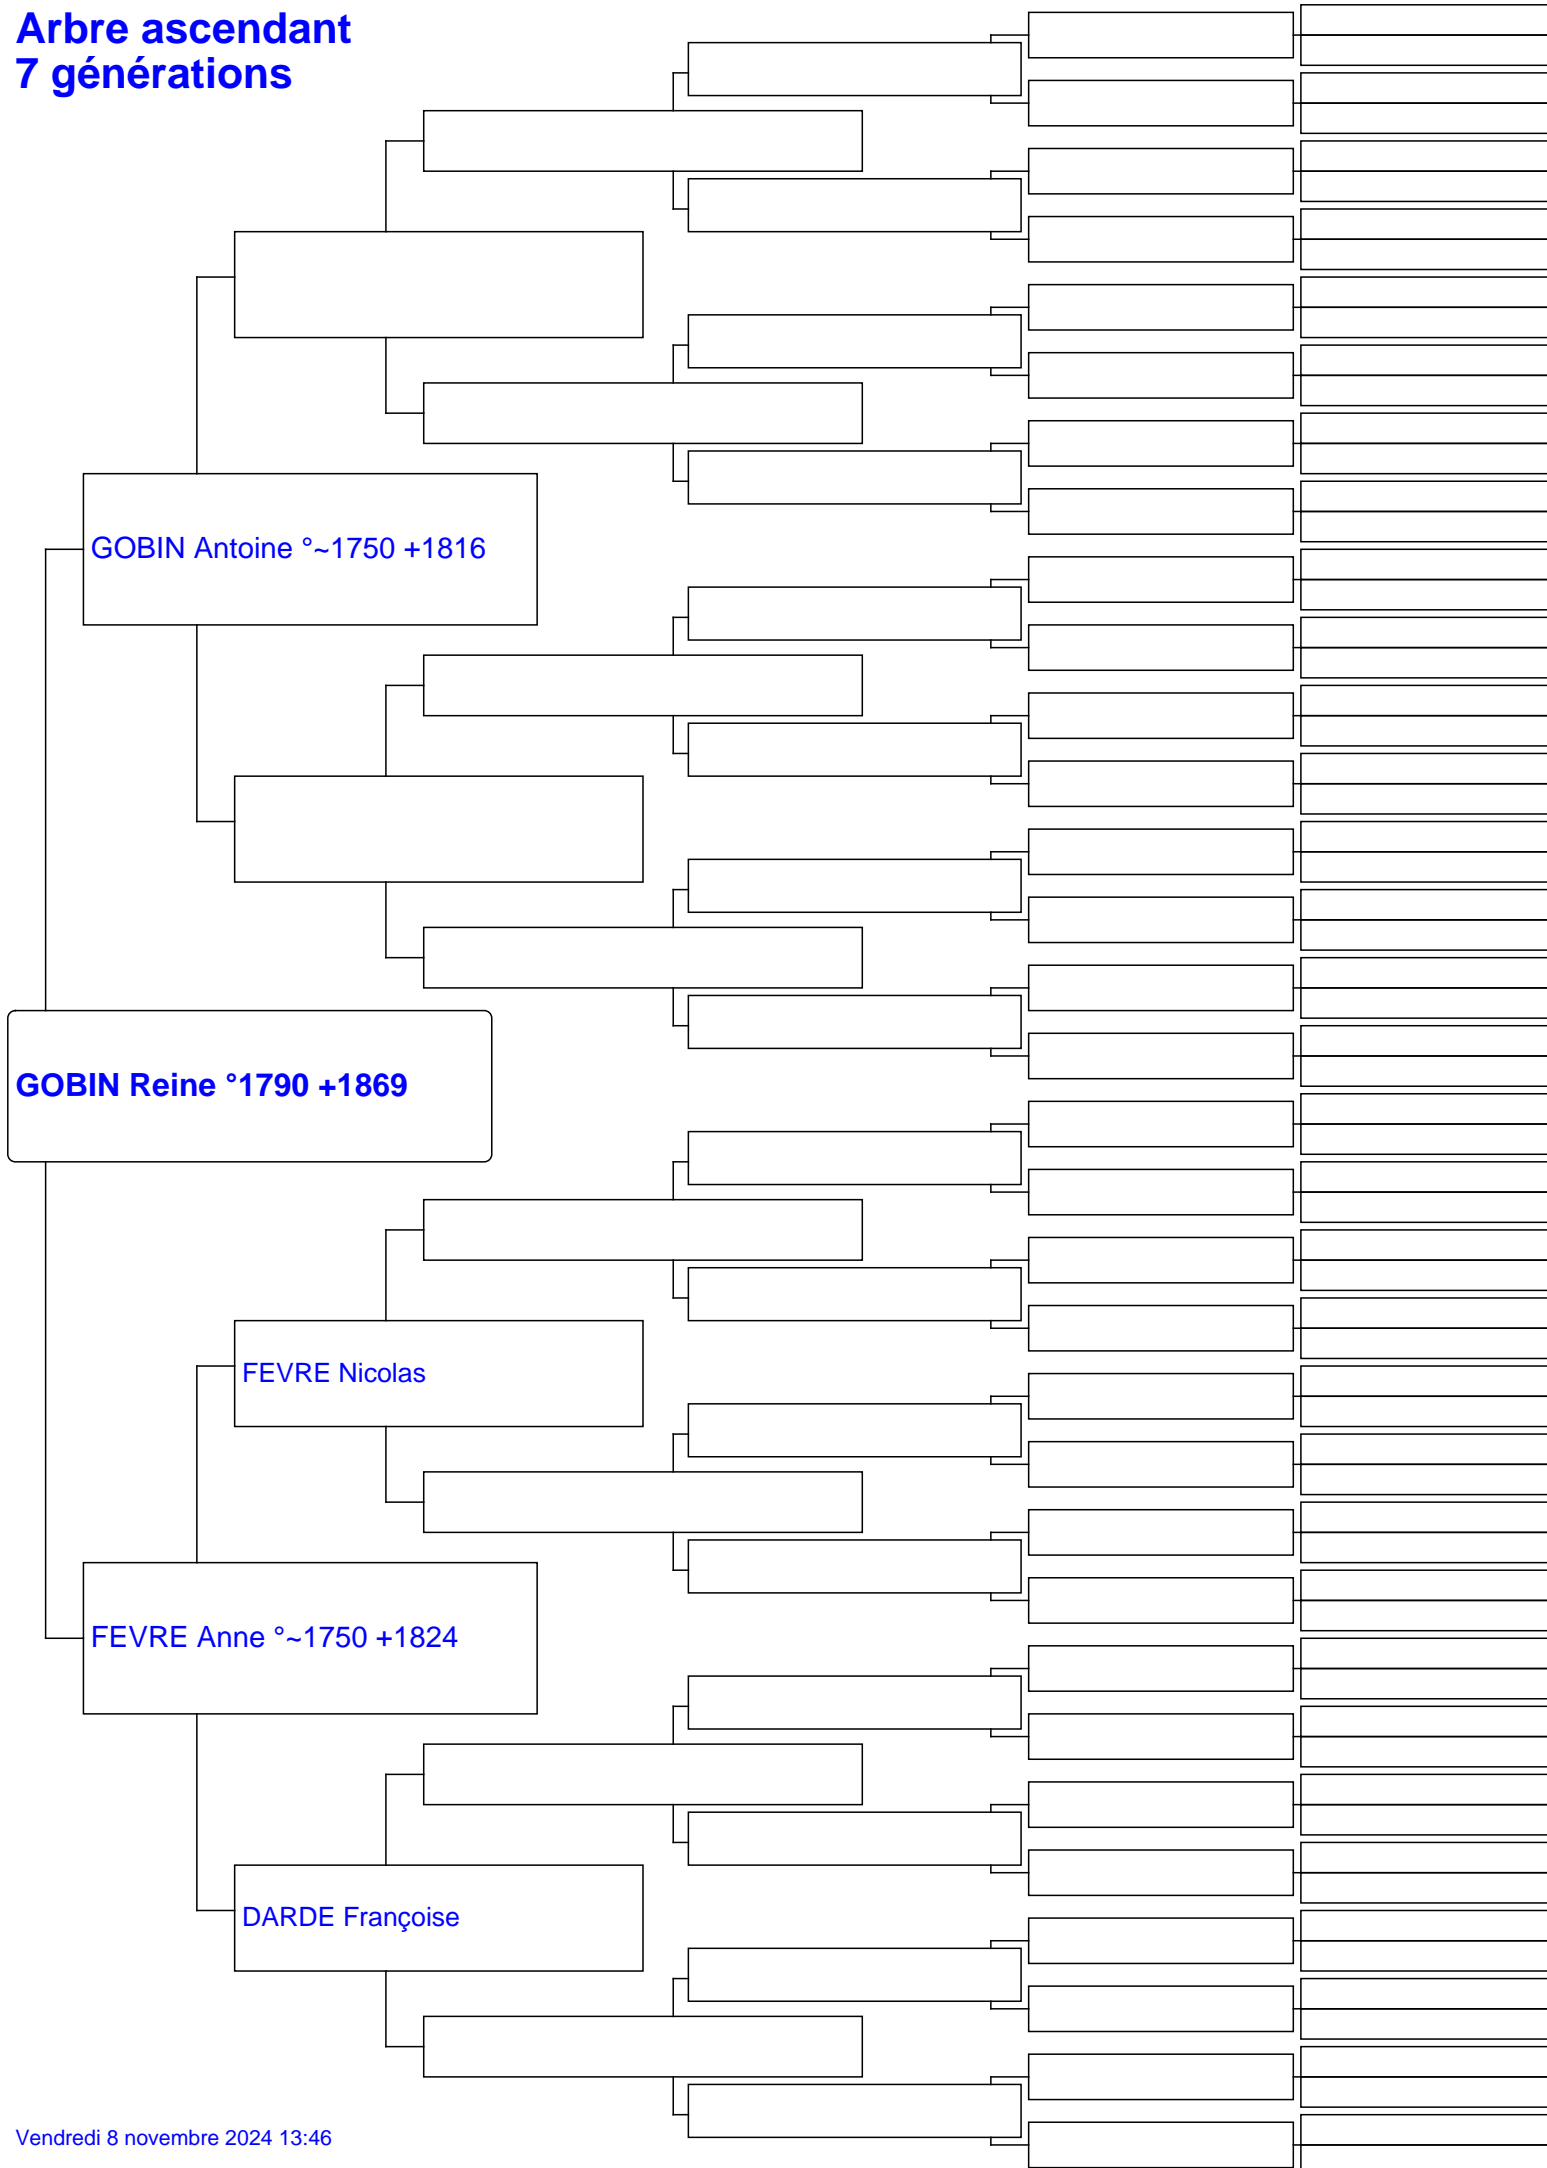 Arbre ascendant
7 générations
GOBIN Antoine °~1750 +1816
GOBIN Reine °1790 +1869
FEVRE Nicolas
FEVRE Anne °~1750 +1824
DARDE Françoise
Vendredi 8 novembre 2024 13:46